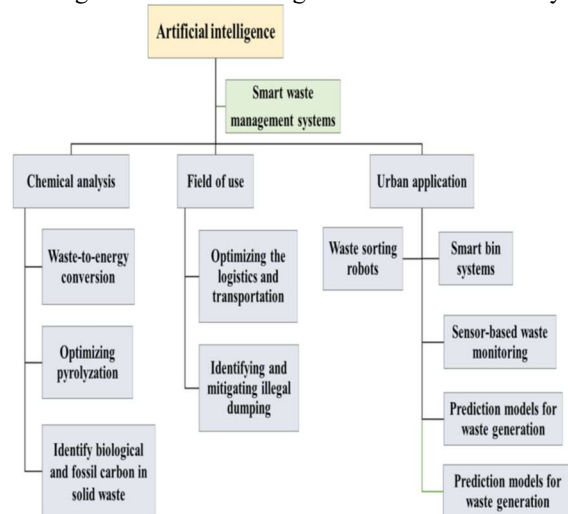 Artificial intelligence
Smart waste
management systems
Chemical analysis
Field of use
Urban application
Waste-to-energy
conversion
Optimizing the
logistics and
transportation
Waste sorting
robots
Smart bin
systems
Optimizing
pyrolyzation
Identifying and
mitigating illegal
dumping
Sensor-based waste
monitoring
Identify biological
and fossil carbon in
solid waste
Prediction models for
waste generation
Prediction models for
waste generation